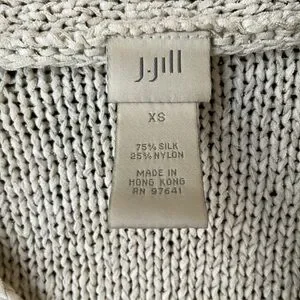 J.Jill
XS
75% SILK
25% NYLON
MADE IN
HONG KONG
RN 97641